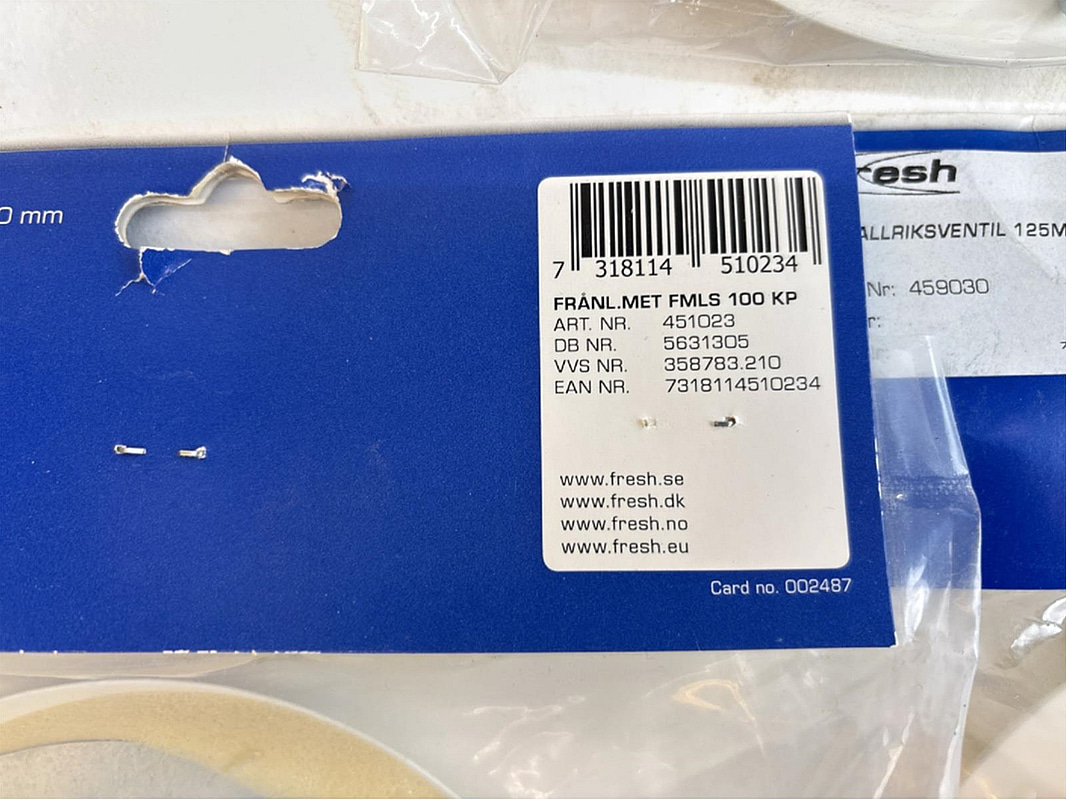 0 mm
7 318114 510234
FRÅNL.MET FMLS 100 KP
ART. NR. 451023
DB NR. 5631305
VVS NR. 358783.210
EAN NR. 7318114510234
www.fresh.se
www.fresh.dk
www.fresh.no
www.fresh.eu
Card no. 002487
fresh
ALLRIKSVENTIL 125M
Nr: 459030
r: